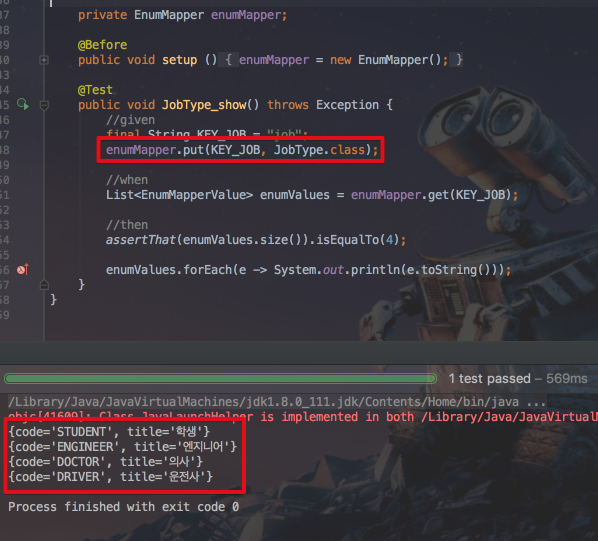 37 private EnumMapper enumMapper;
38
39 @Before
40 public void setup () { enumMapper = new EnumMapper(); }
43
44 @Test
45 public void JobType_show() throws Exception {
46 //given
47 final String KEY_JOB = "job";
48 enumMapper.put(KEY_JOB, JobType.class);
49
50 //when
51 List<EnumMapperValue> enumValues = enumMapper.get(KEY_JOB);
52
53 //then
54 assertThat(enumValues.size()).isEqualTo(4);
55
56 enumValues.forEach(e -> System.out.println(e.toString()));
57 }
58 }
59
1 test passed – 569ms
/Library/Java/JavaVirtualMachines/jdk1.8.0_111.jdk/Contents/Home/bin/java ...
objc[41609]: Class JavaLaunchHelper is implemented in both /Library/Java/JavaVirtualM
{code='STUDENT', title='학생'}
{code='ENGINEER', title='엔지니어'}
{code='DOCTOR', title='의사'}
{code='DRIVER', title='운전사'}
Process finished with exit code 0